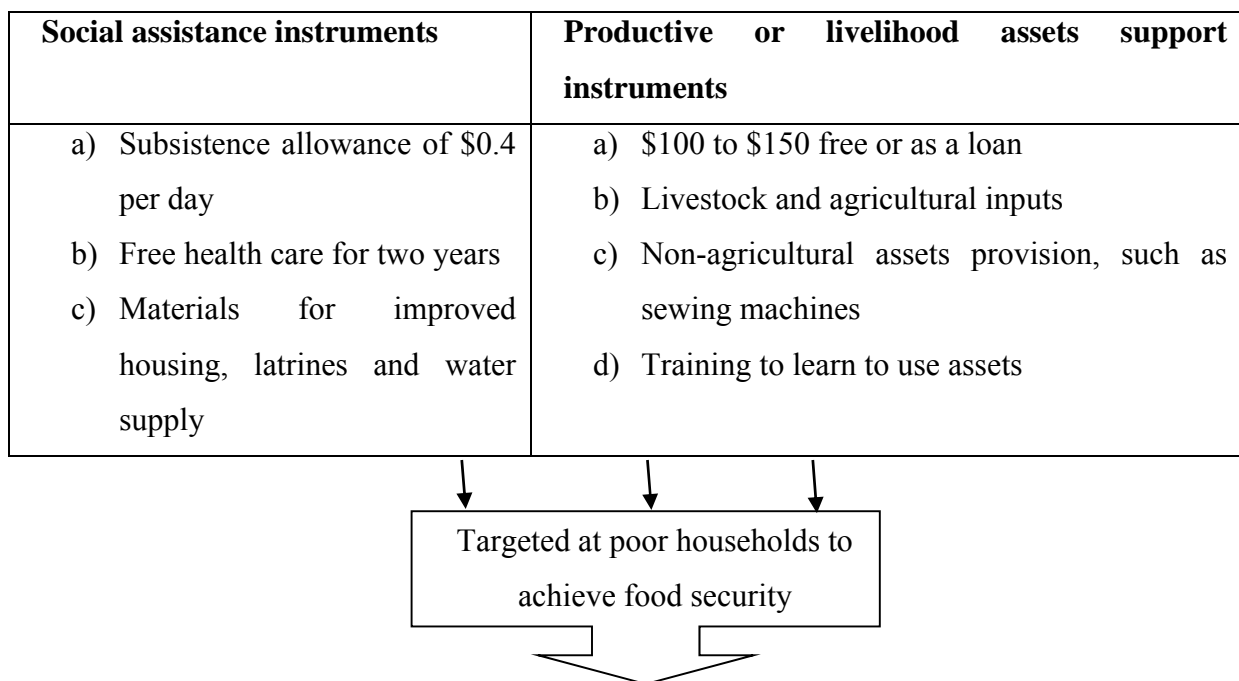 Social assistance instruments
Productive or livelihood assets support
instruments
a) Subsistence allowance of $0.4
per day
b) Free health care for two years
c) Materials for improved
housing, latrines and water
supply
a) $100 to $150 free or as a loan
b) Livestock and agricultural inputs
c) Non-agricultural assets provision, such as
sewing machines
d) Training to learn to use assets
Targeted at poor households to
achieve food security